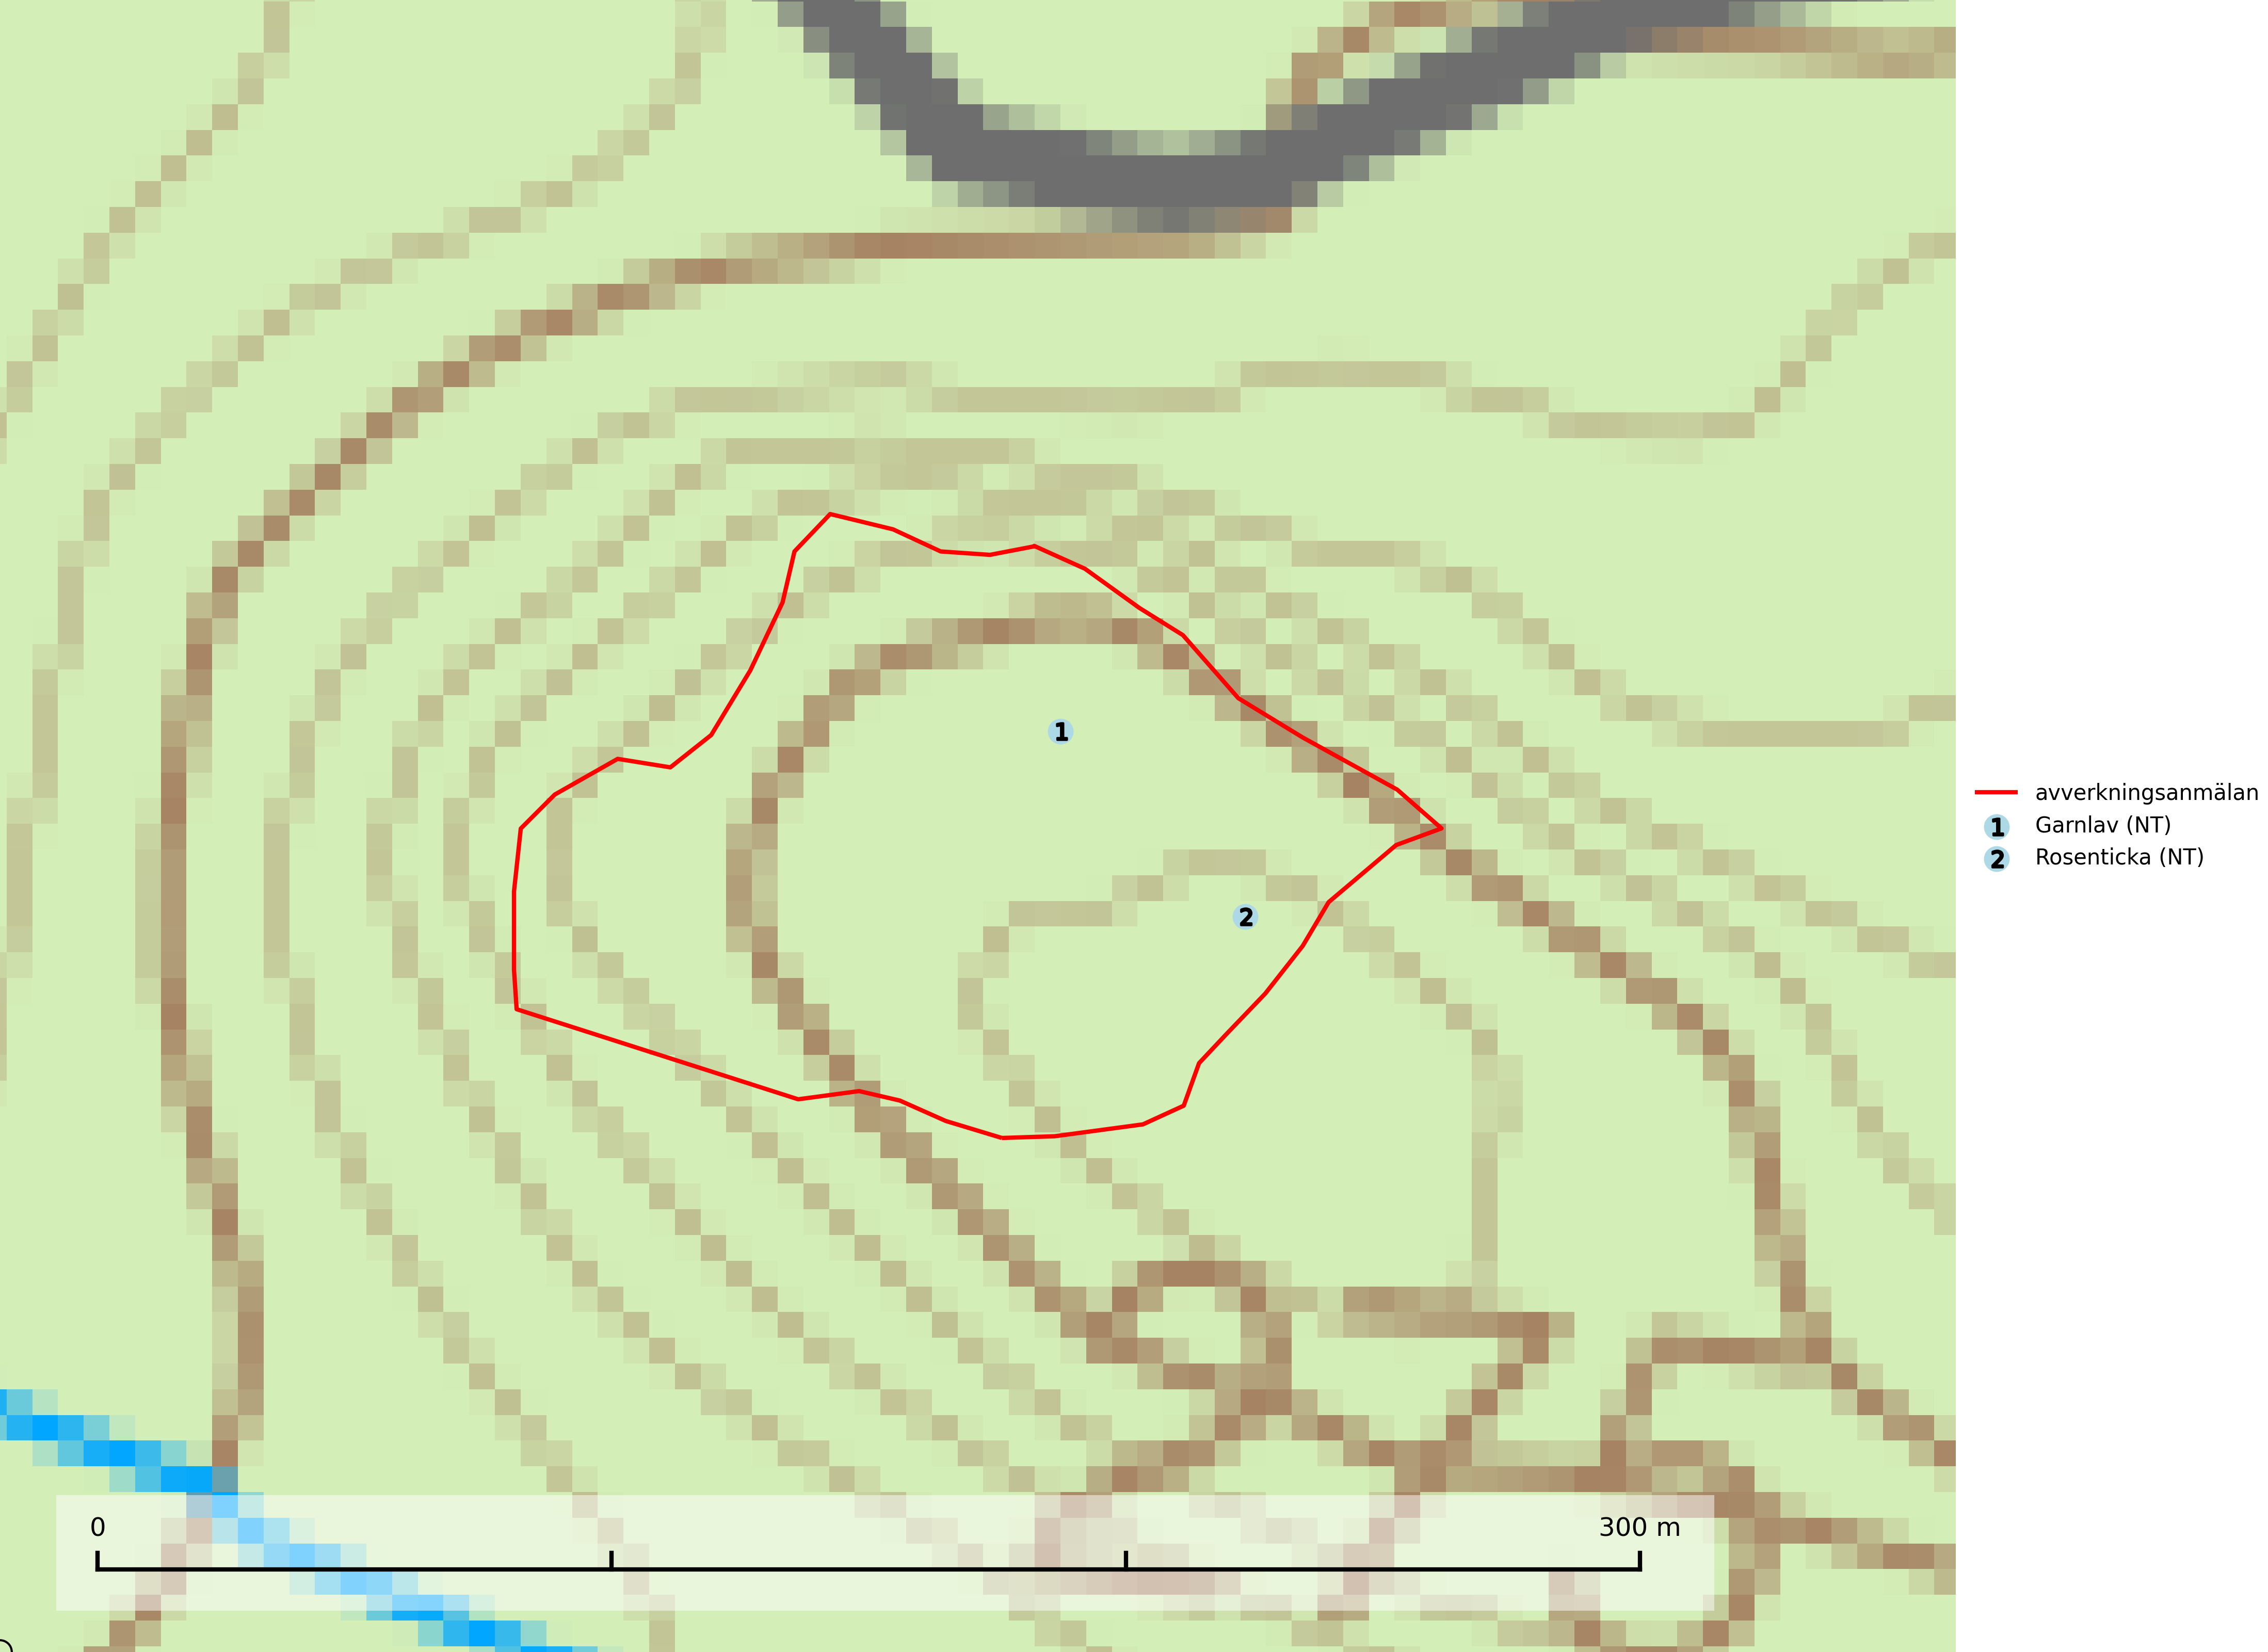 1
2
avverkningsanmälan
1 Garnlav (NT)
2 Rosenticka (NT)
0 300 m